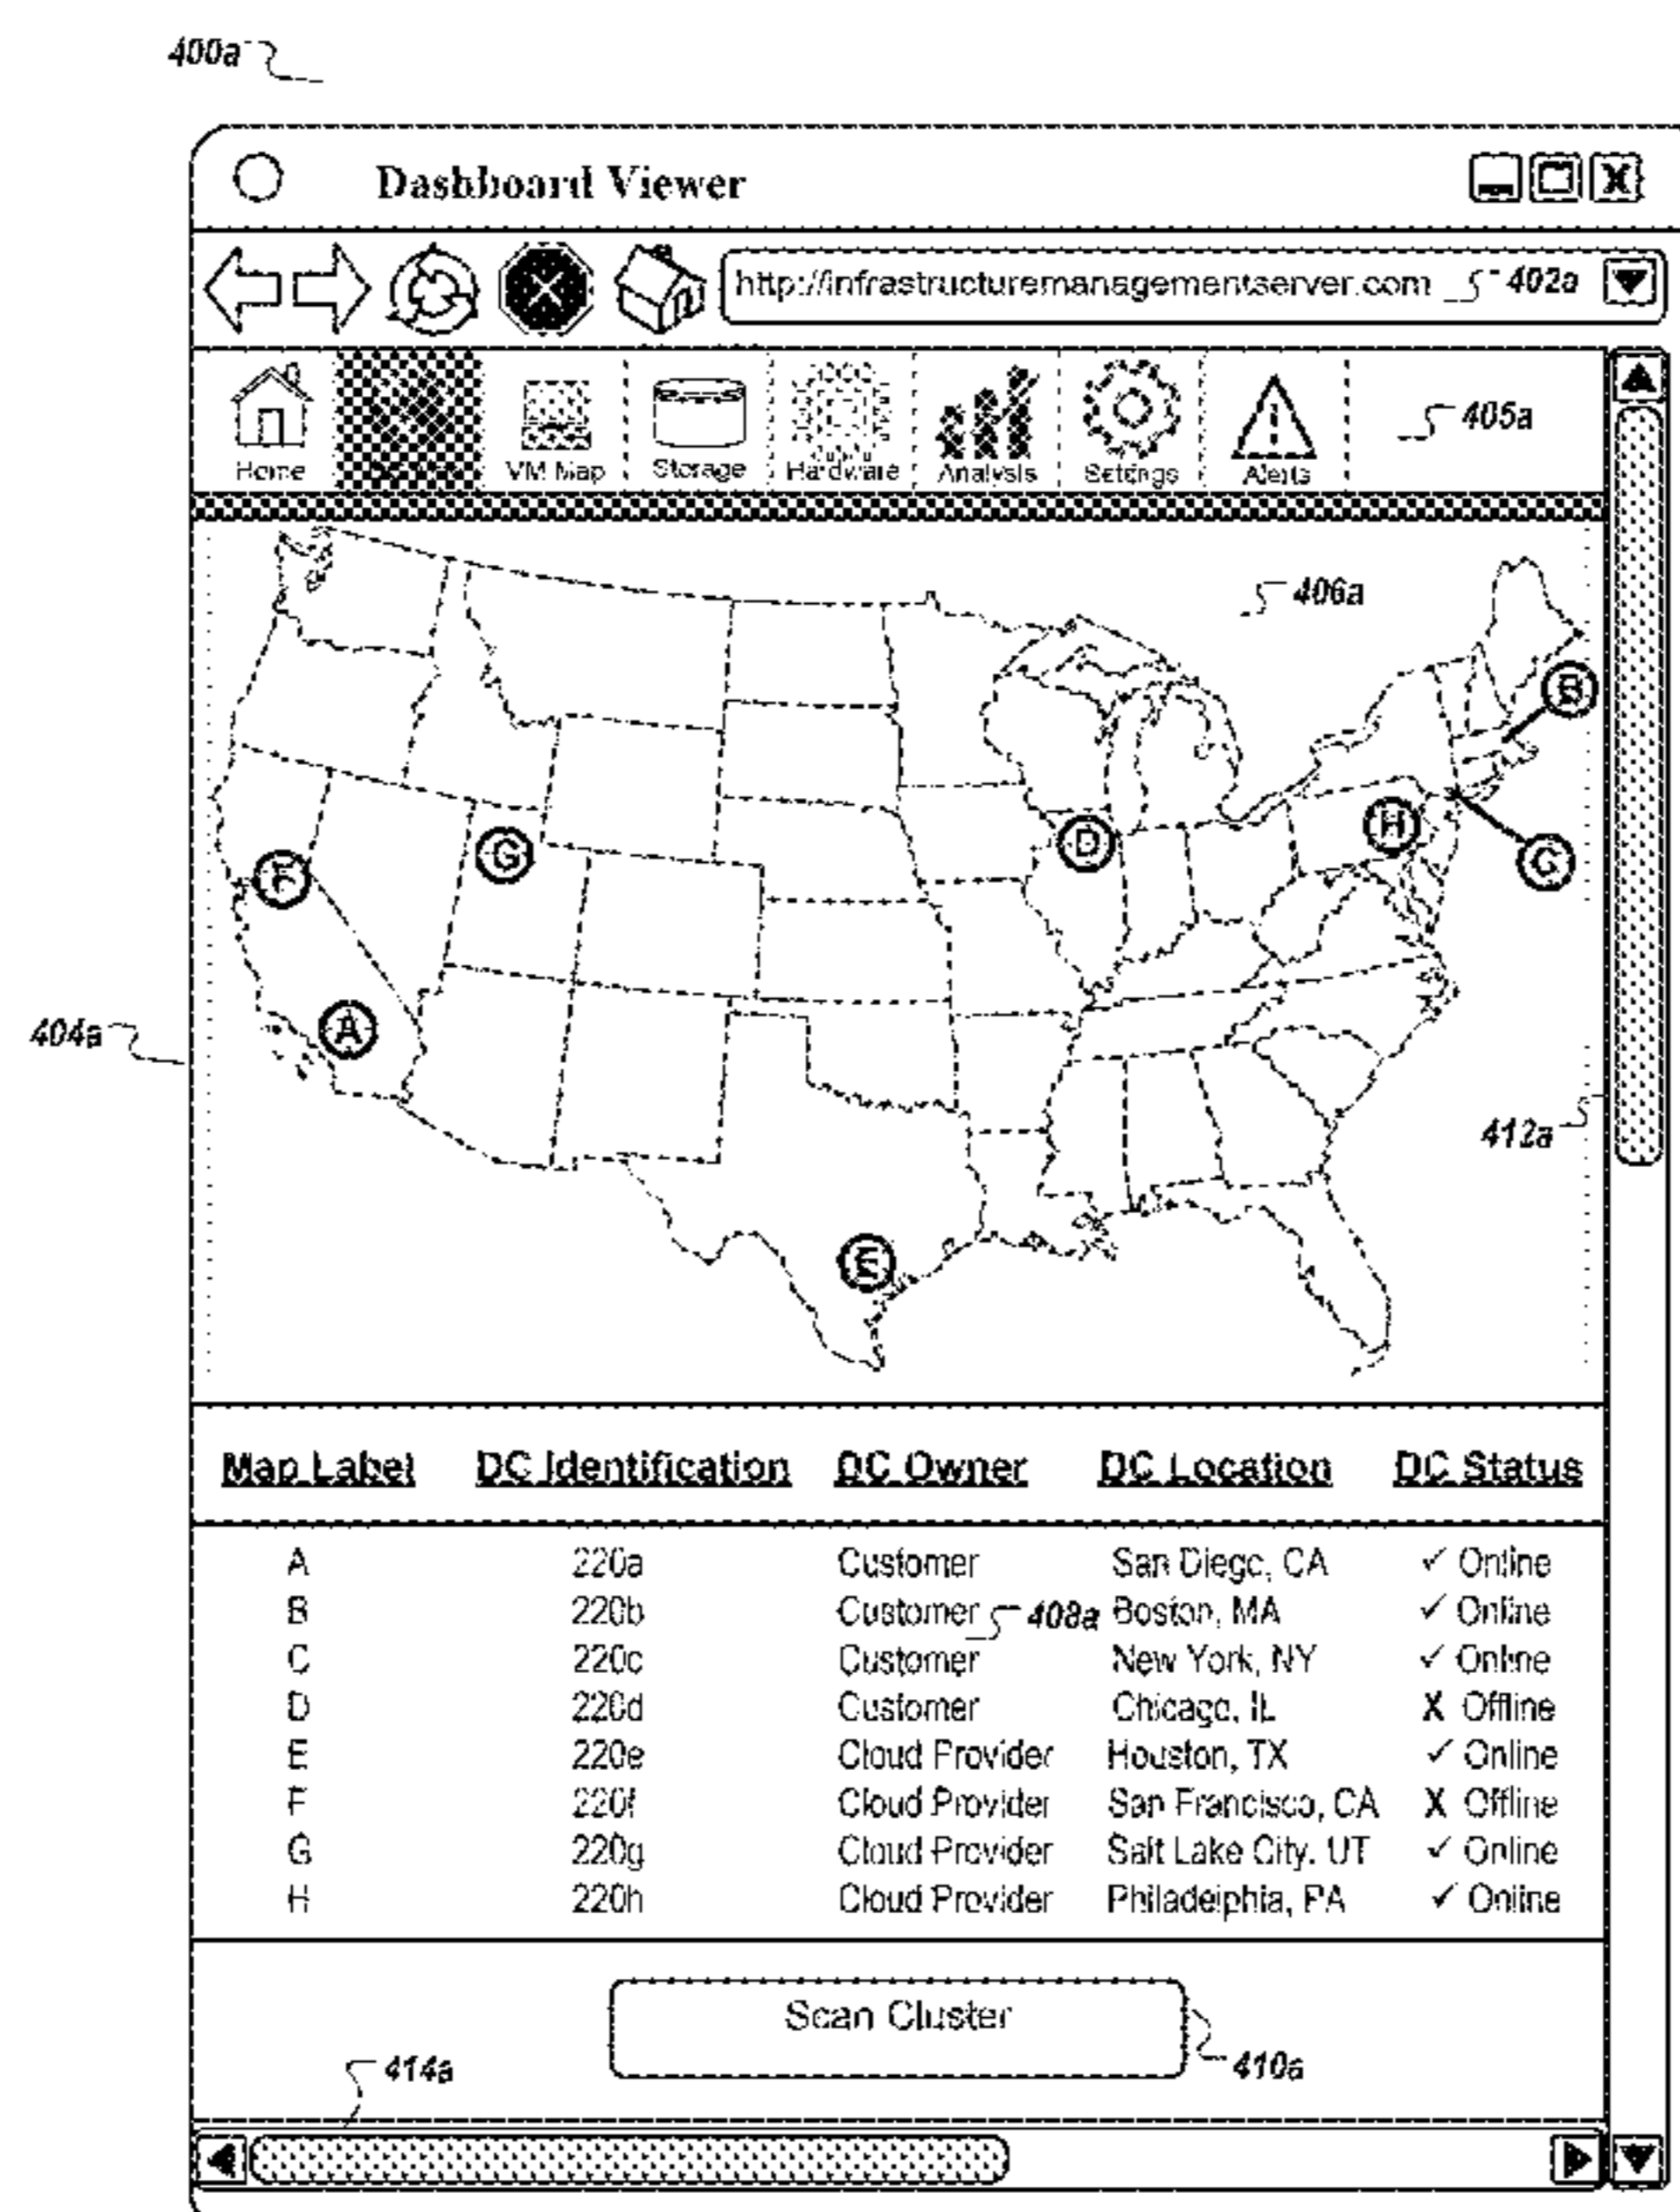 400a
Dashboard Viewer
http://infrastructuremanagementserver.com 402a
Home VM Map Storage Hardware Analysis Settings Alerts 405a
406a
B
D H
F G C
404a A
412a
E
Map Label DC Identification DC Owner DC Location DC Status
A 220a Customer San Diego, CA ✓ Online
B 220b Customer 408a Boston, MA ✓ Online
C 220c Customer New York, NY ✓ Online
D 220d Customer Chicago, IL X Offline
E 220e Cloud Provider Houston, TX ✓ Online
F 220f Cloud Provider San Francisco, CA X Offline
G 220g Cloud Provider Salt Lake City, UT ✓ Online
H 220h Cloud Provider Philadelphia, PA ✓ Online
Scan Cluster
414a 410a